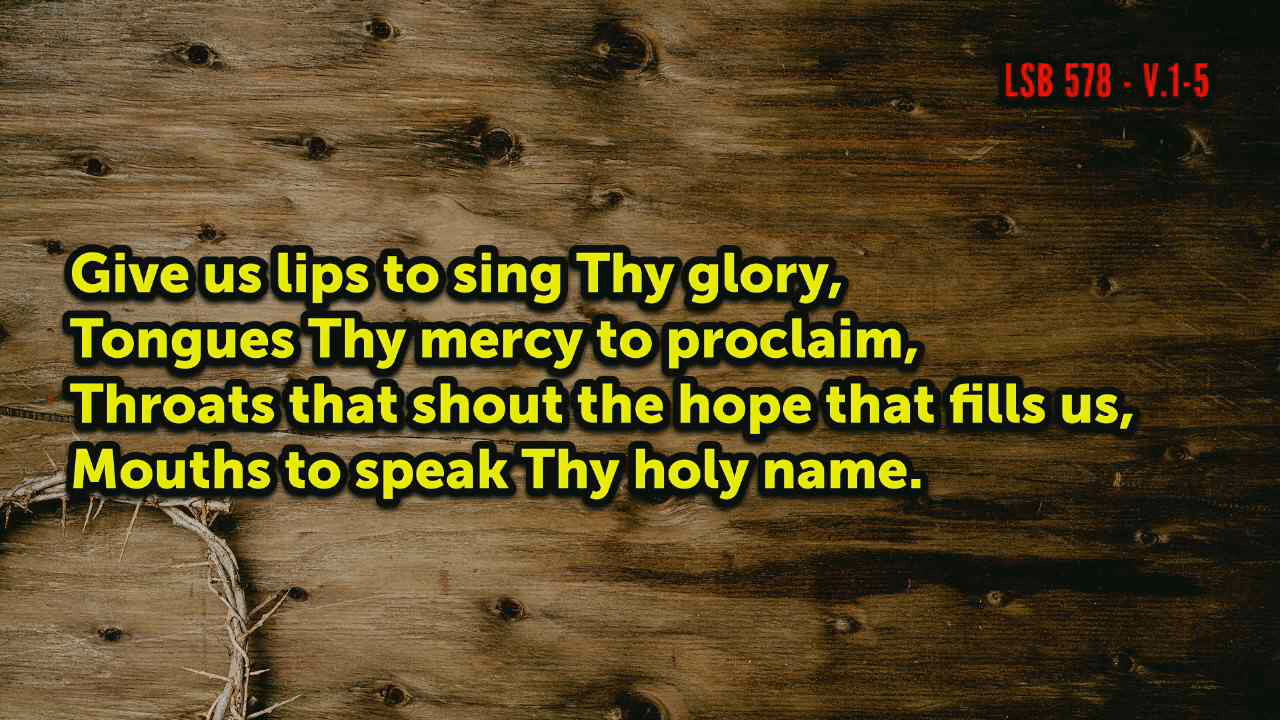 LSB 578 - V.1-5
Give us lips to sing Thy glory,
Tongues Thy mercy to proclaim,
Throats that shout the hope that fills us,
Mouths to speak Thy holy name.